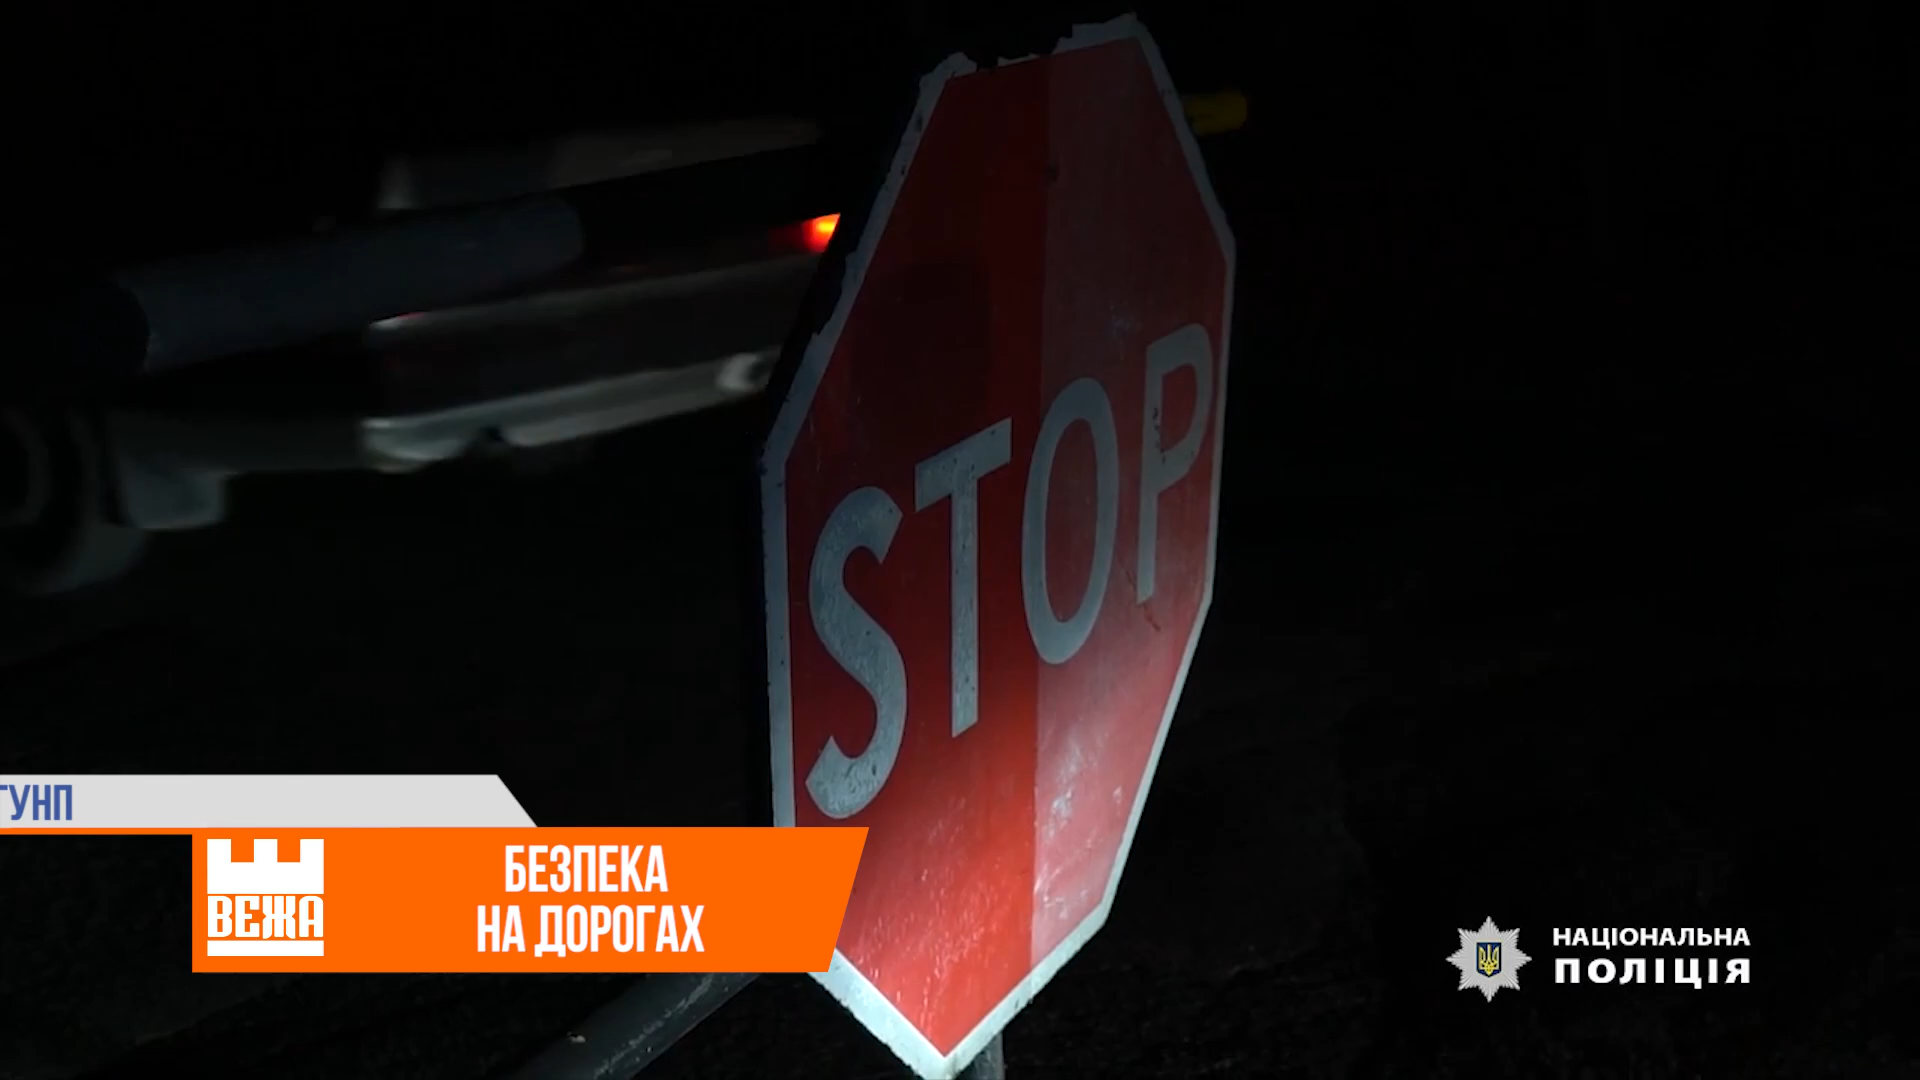 STOP
ГУНП
ВЕЖА
БЕЗПЕКА
НА ДОРОГАХ
НАЦІОНАЛЬНА
ПОЛІЦІЯ